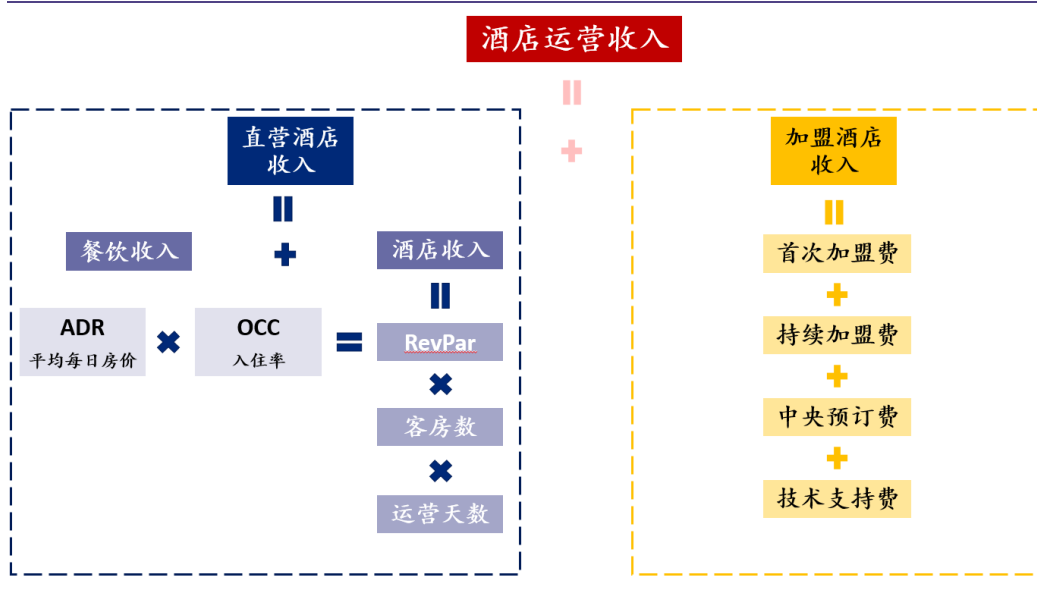 酒店运营收入
直营酒店
收入
加盟酒店
收入
餐饮收入
酒店收入
首次加盟费
ADR
平均每日房价
OCC
入住率
RevPar
持续加盟费
客房数
中央预订费
运营天数
技术支持费